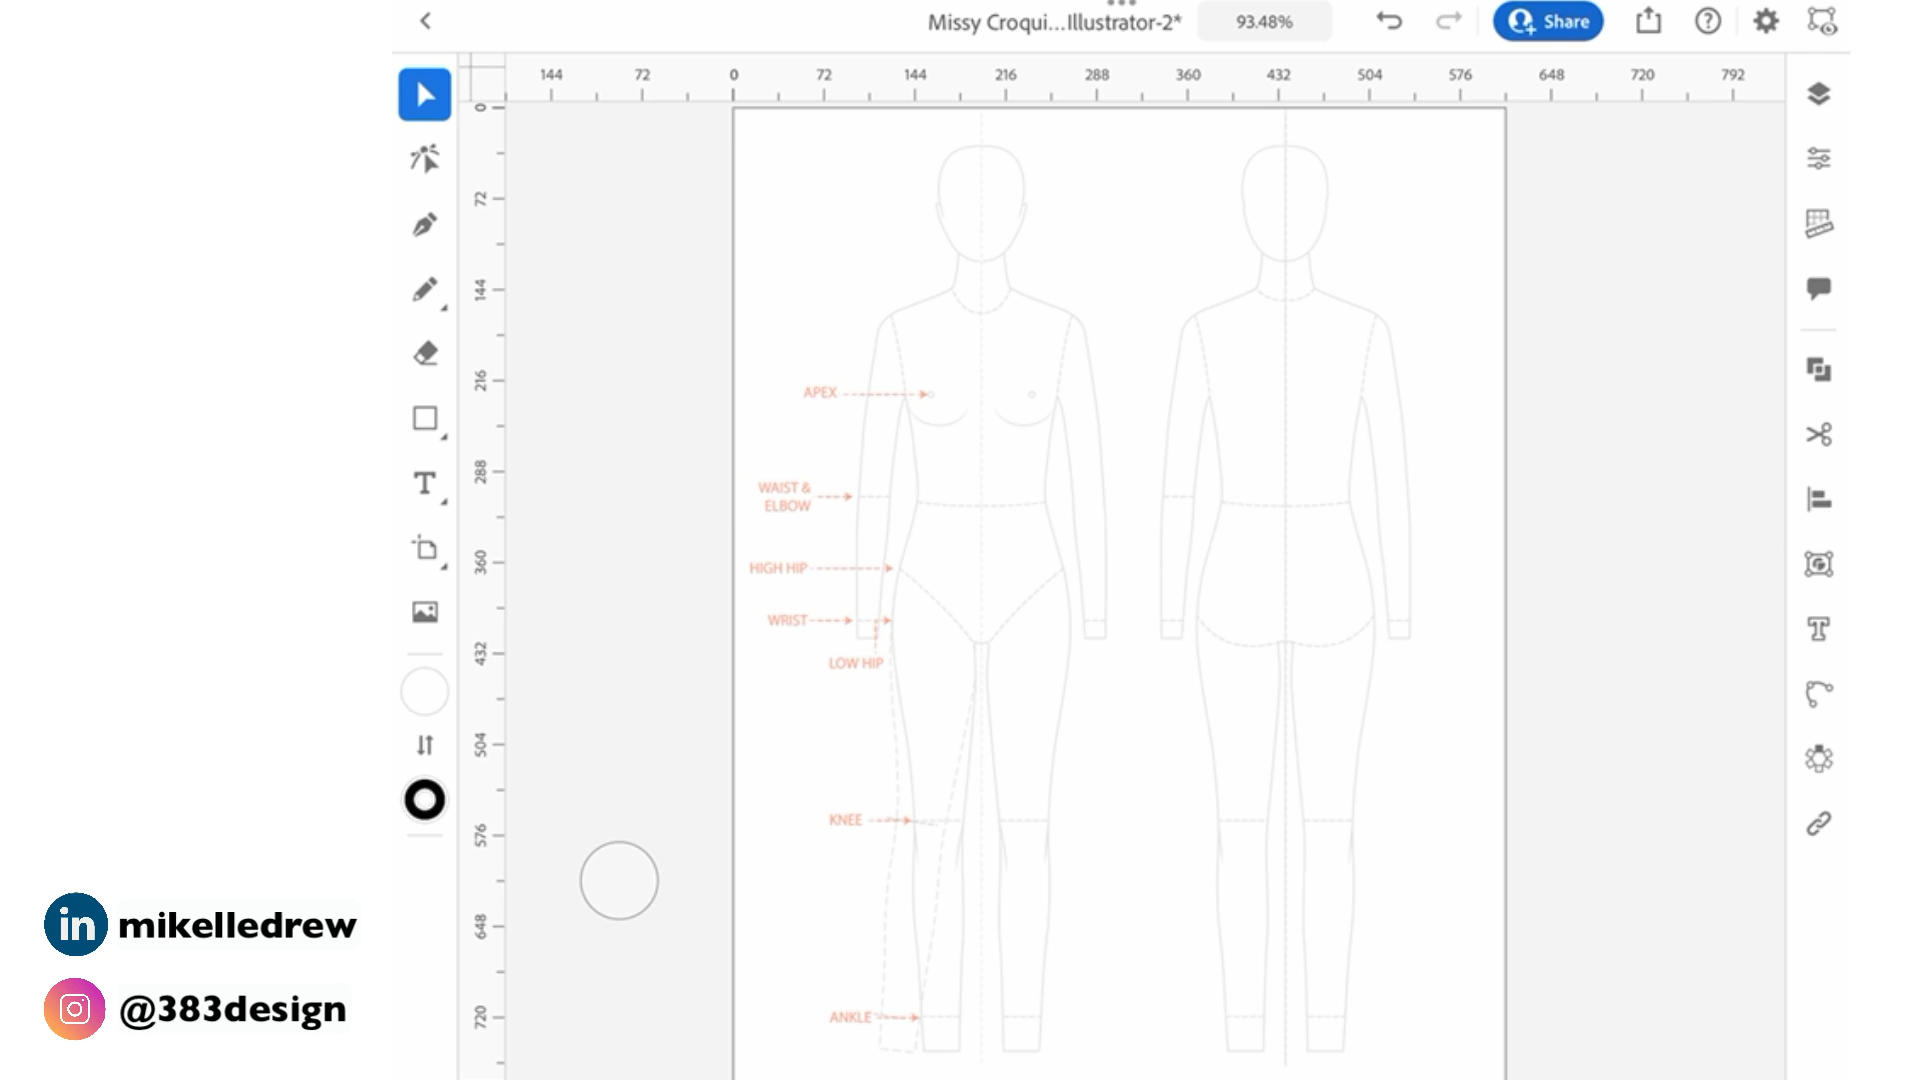 Missy Croqui...Illustrator-2*
93.48%
Share
144 72 0 72 144 216 288 360 432 504 576 648 720 792
0
72
144
216
288
360
432
504
576
648
720
APEX
WAIST &
ELBOW
HIGH HIP
WRIST
LOW HIP
KNEE
ANKLE
in mikelledrew
@383design